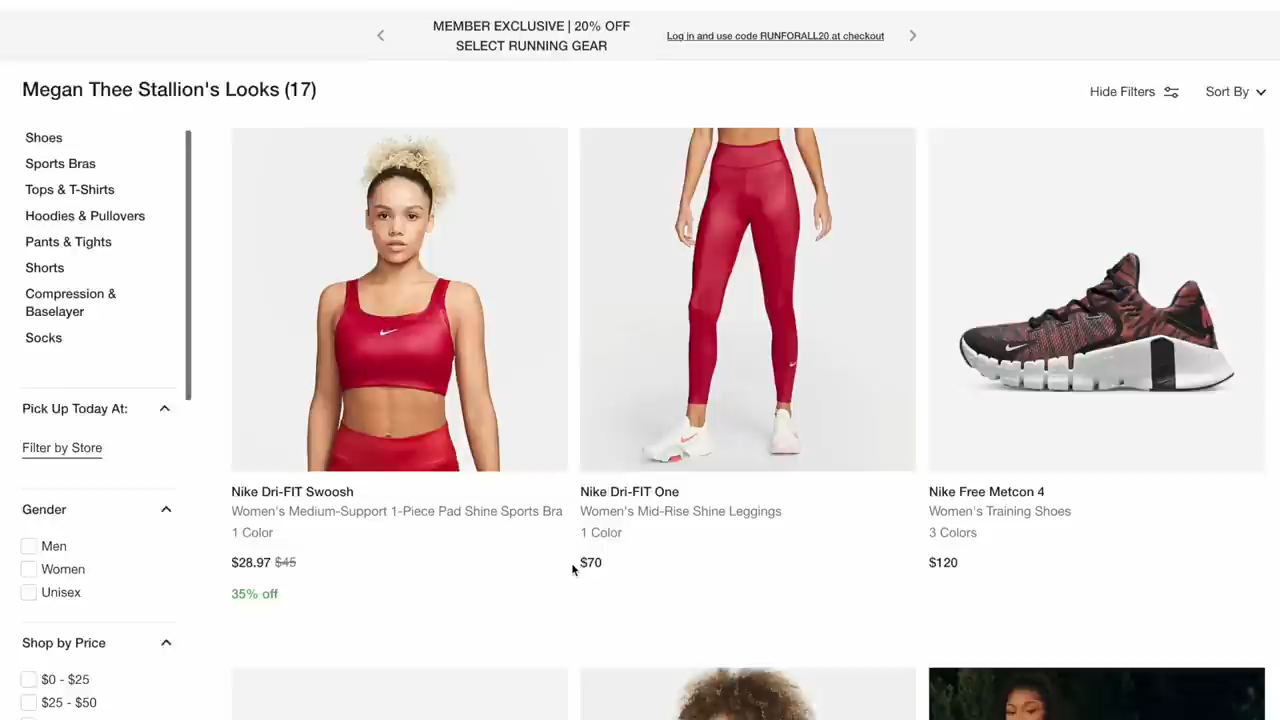 MEMBER EXCLUSIVE | 20% OFF
SELECT RUNNING GEAR
Log in and use code RUNFORALL20 at checkout
Megan Thee Stallion's Looks (17)
Hide Filters
Sort By
Shoes
Sports Bras
Tops & T-Shirts
Hoodies & Pullovers
Pants & Tights
Shorts
Compression &
Baselayer
Socks
Pick Up Today At:
Filter by Store
Gender
Men
Women
Unisex
Shop by Price
$0 - $25
$25 - $50
Nike Dri-FIT Swoosh
Women's Medium-Support 1-Piece Pad Shine Sports Bra
1 Color
$28.97 $45
35% off
Nike Dri-FIT One
Women's Mid-Rise Shine Leggings
1 Color
$70
Nike Free Metcon 4
Women's Training Shoes
3 Colors
$120